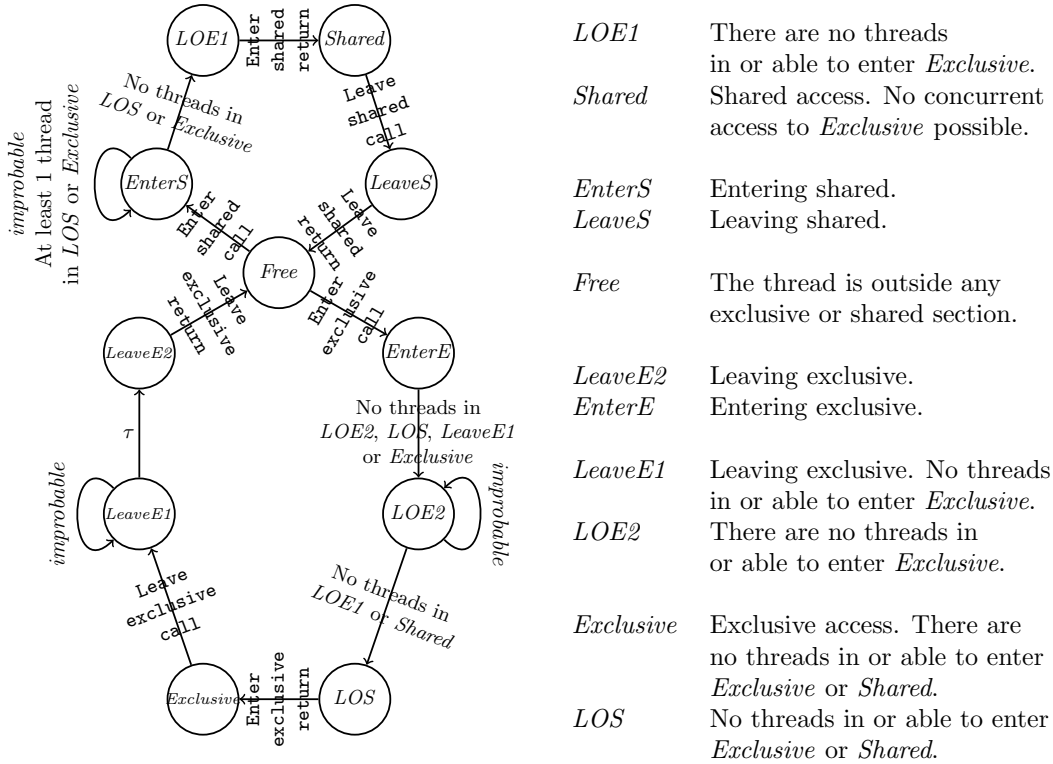 LOE1
Enter
shared
return
Shared
No threads in
LOS or Exclusive
Leave
shared
call
improbable
At least 1 thread
in LOS or Exclusive
EnterS
LeaveS
Enter
shared
call
Leave
shared
return
Free
Leave
exclusive
return
Enter
exclusive
call
LeaveE2
EnterE
τ
No threads in
LOE2, LOS, LeaveE1
or Exclusive
improbable
LeaveE1
LOE2
improbable
Leave
exclusive
call
No threads in
LOE1 or Shared
Exclusive
Enter
exclusive
return
LOS
LOE1 There are no threads
in or able to enter Exclusive.
Shared Shared access. No concurrent
access to Exclusive possible.
EnterS Entering shared.
LeaveS Leaving shared.
Free The thread is outside any
exclusive or shared section.
LeaveE2 Leaving exclusive.
EnterE Entering exclusive.
LeaveE1 Leaving exclusive. No threads
in or able to enter Exclusive.
LOE2 There are no threads in
or able to enter Exclusive.
Exclusive Exclusive access. There are
no threads in or able to enter
Exclusive or Shared.
LOS No threads in or able to enter
Exclusive or Shared.